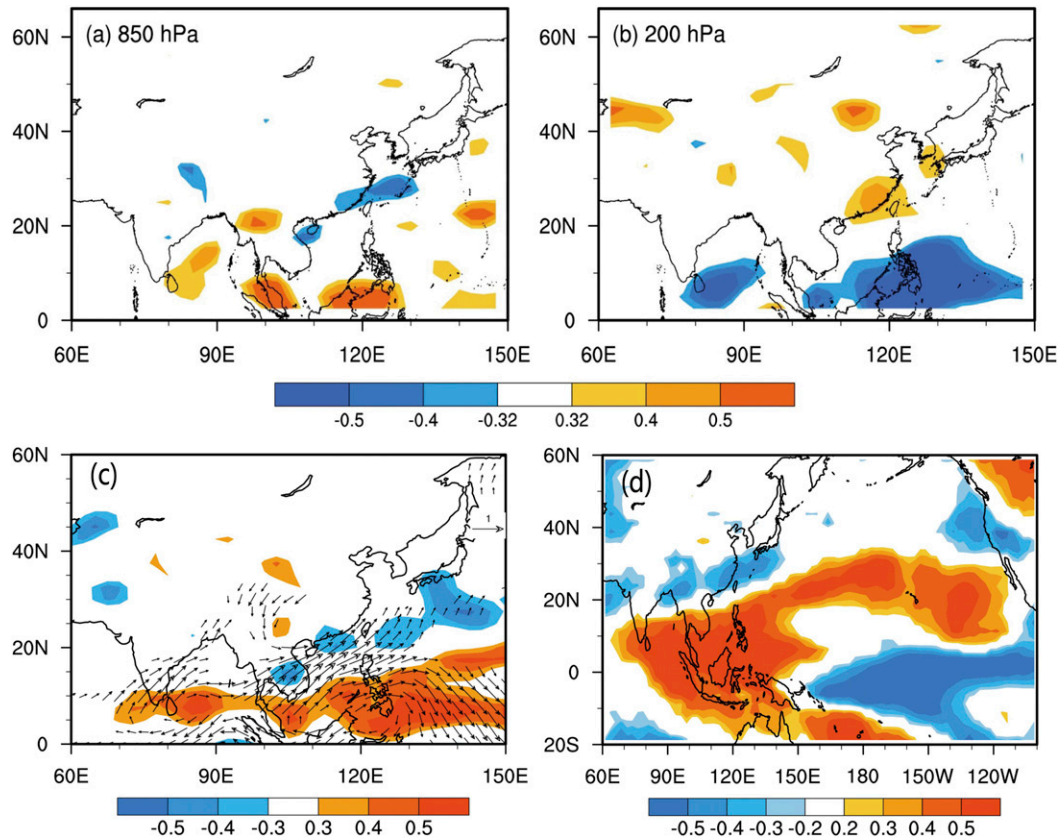 (a) 850 hPa
60N
40N
20N
0
60E 90E 120E 150E
(b) 200 hPa
60N
40N
20N
0
60E 90E 120E 150E
-0.5 -0.4 -0.32 0.32 0.4 0.5
(c)
60N
40N
20N
0
60E 90E 120E 150E
1
-0.5 -0.4 -0.3 0.3 0.4 0.5
(d)
60N
40N
20N
0
20S
60E 90E 120E 150E 180 150W 120W
-0.5 -0.4 -0.3 -0.2 0.2 0.3 0.4 0.5